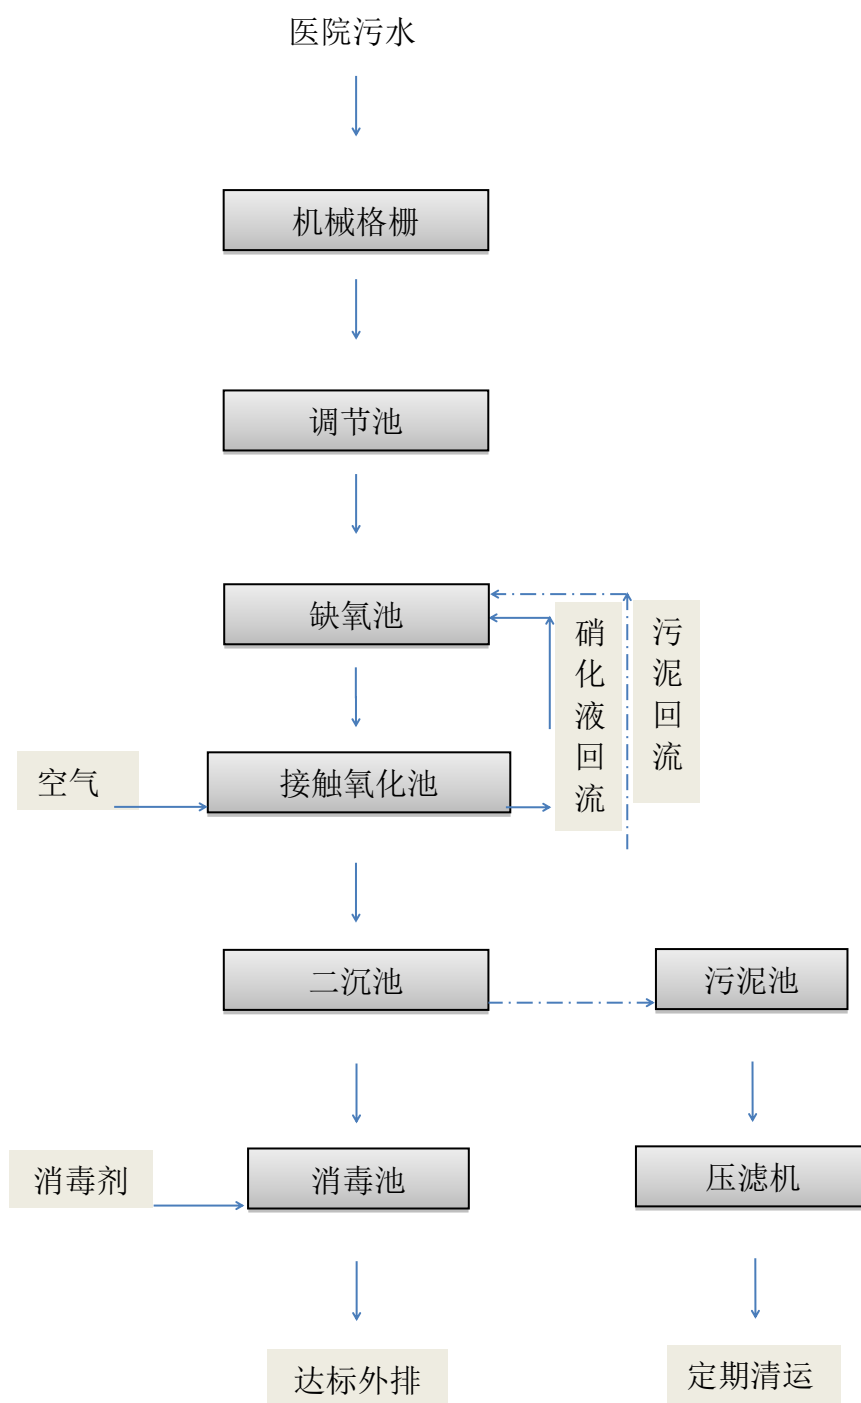 医院污水
机械格栅
调节池
缺氧池
硝化液回流
污泥回流
空气
接触氧化池
二沉池
污泥池
消毒剂
消毒池
压滤机
达标外排
定期清运